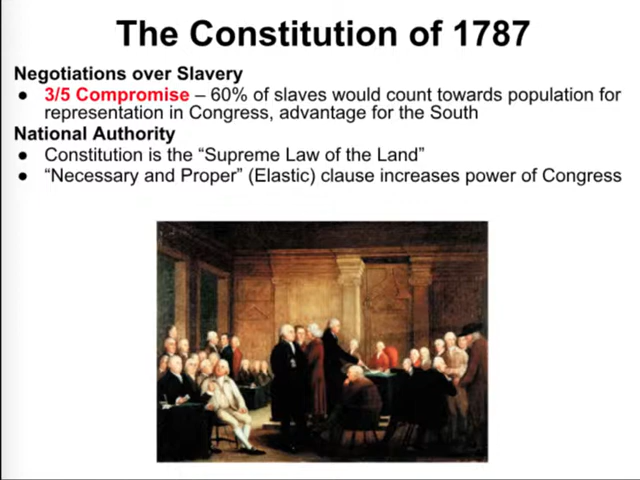 The Constitution of 1787
Negotiations over Slavery
● 3/5 Compromise – 60% of slaves would count towards population for
representation in Congress, advantage for the South
National Authority
● Constitution is the “Supreme Law of the Land”
● “Necessary and Proper” (Elastic) clause increases power of Congress